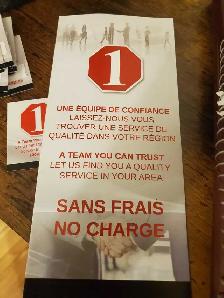 1
UNE ÉQUIPE DE CONFIANCE
LAISSEZ-NOUS VOUS
TROUVER UNE SERVICE DE
QUALITÉ DANS VOTRE RÉGION
A TEAM YOU CAN TRUST
LET US FIND YOU A QUALITY
SERVICE IN YOUR AREA
SANS FRAIS
NO CHARGE
1